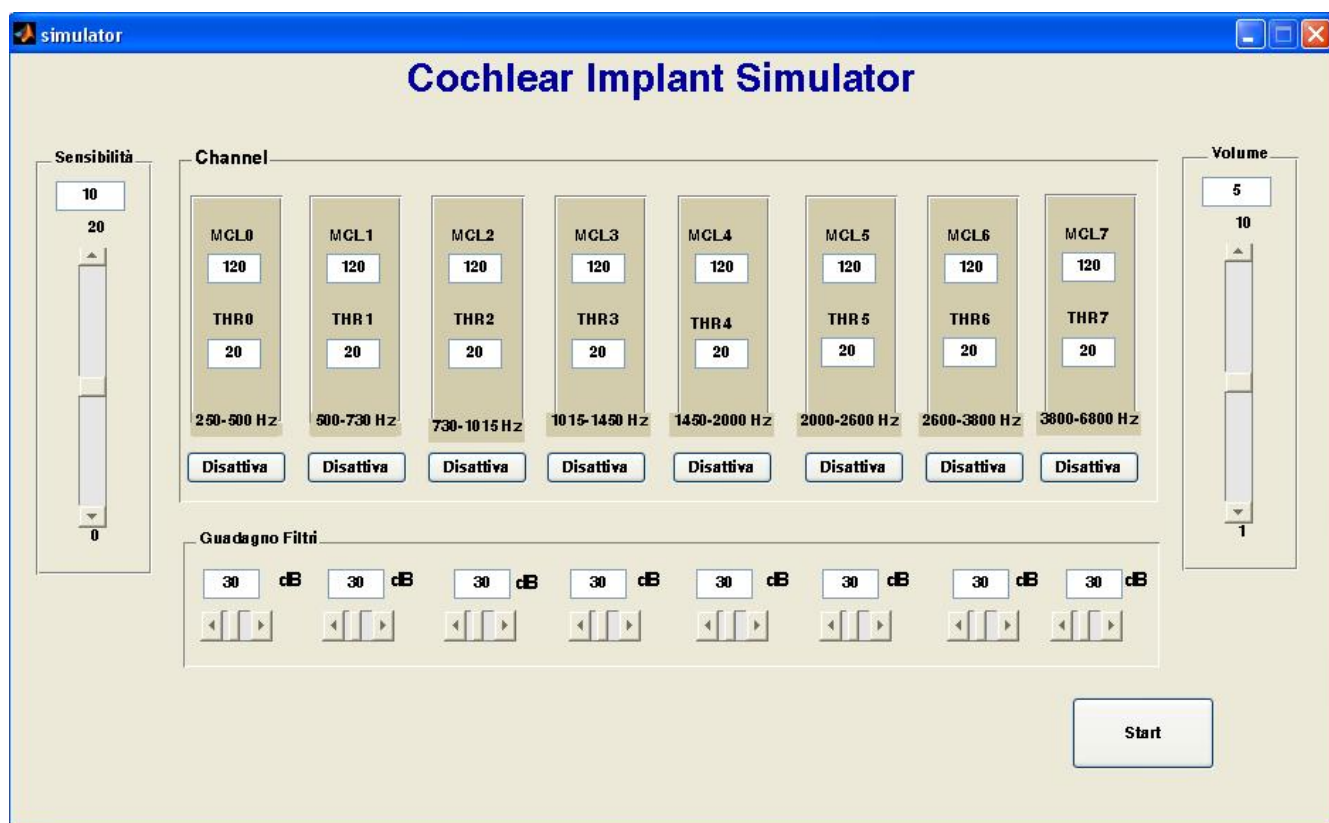 simulator
Cochlear Implant Simulator
Sensibilità
10
20
0
Channel
MCL0 MCL1 MCL2 MCL3 MCL4 MCL5 MCL6 MCL7
120 120 120 120 120 120 120 120
THR0 THR1 THR2 THR3 THR4 THR5 THR6 THR7
20 20 20 20 20 20 20 20
250-500 Hz 500-730 Hz 730-1015 Hz 1015-1450 Hz 1450-2000 Hz 2000-2600 Hz 2600-3800 Hz 3800-6800 Hz
Disattiva Disattiva Disattiva Disattiva Disattiva Disattiva Disattiva Disattiva
Volume
5
10
1
Guadagno Filtri
30 dB 30 dB 30 dB 30 dB 30 dB 30 dB 30 dB 30 dB
Start